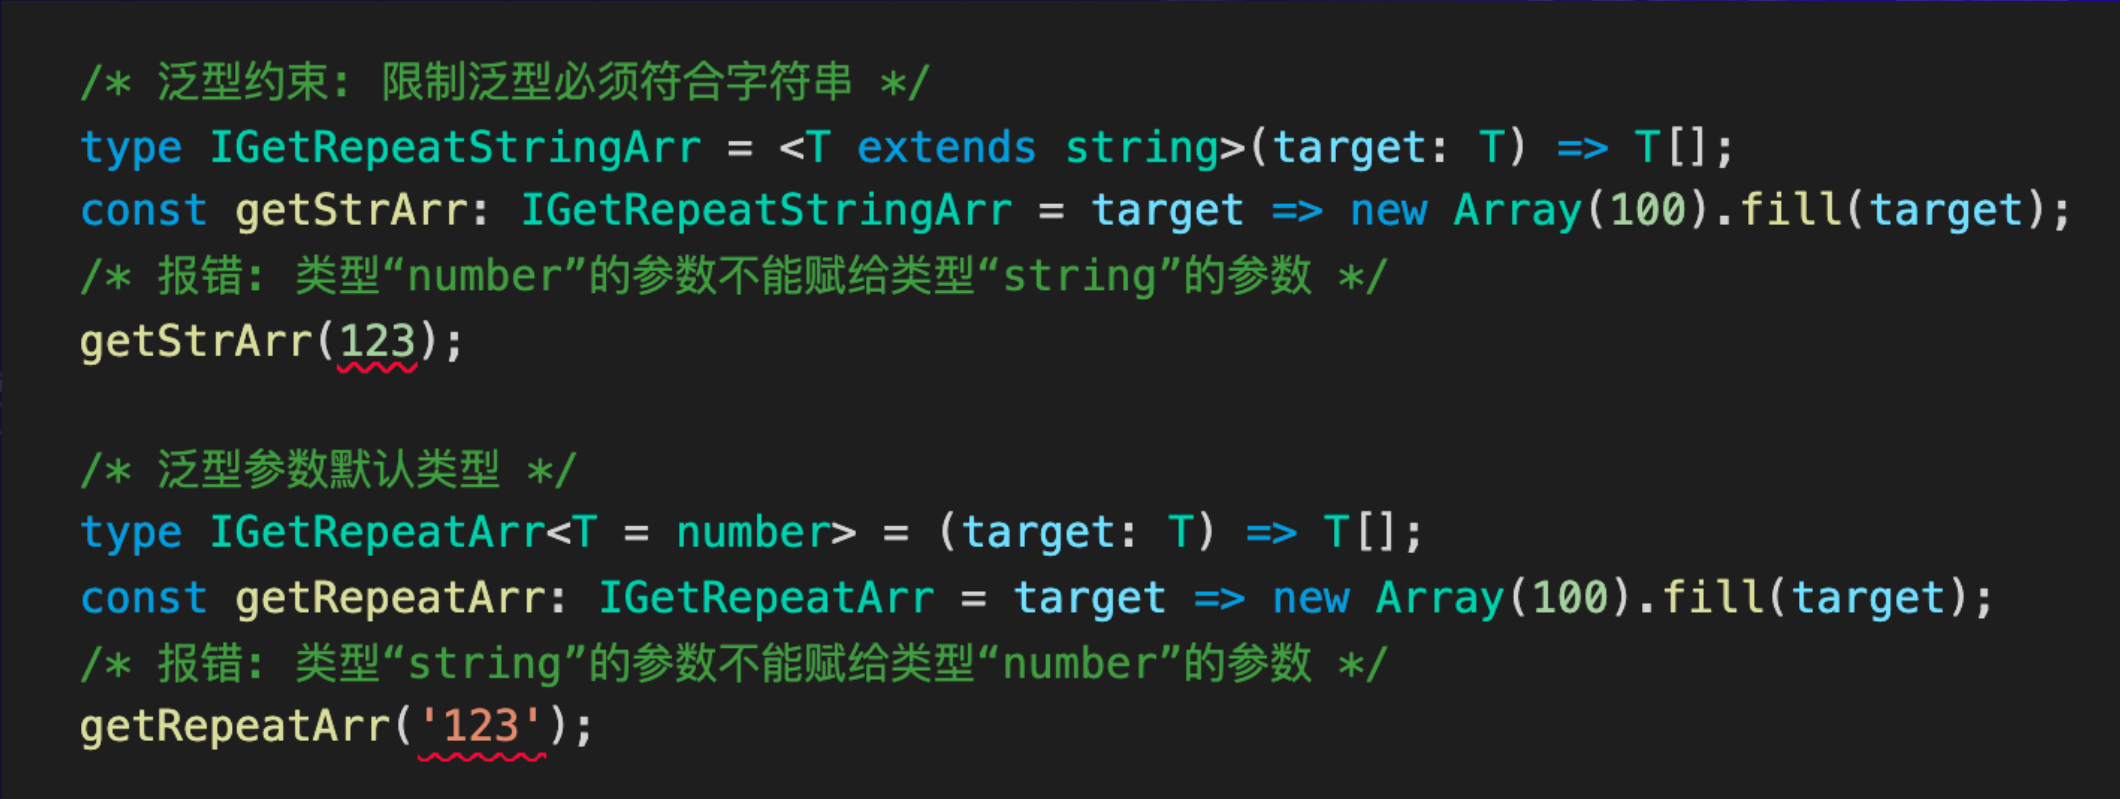 /* 泛型约束: 限制泛型必须符合字符串 */
type IGetRepeatStringArr = <T extends string>(target: T) => T[];
const getStrArr: IGetRepeatStringArr = target => new Array(100).fill(target);
/* 报错: 类型“number”的参数不能赋给类型“string”的参数 */
getStrArr(123);
/* 泛型参数默认类型 */
type IGetRepeatArr<T = number> = (target: T) => T[];
const getRepeatArr: IGetRepeatArr = target => new Array(100).fill(target);
/* 报错: 类型“string”的参数不能赋给类型“number”的参数 */
getRepeatArr('123');